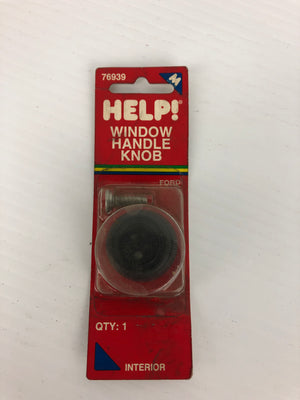 76939
HELP!
WINDOW
HANDLE
KNOB
FORD
QTY: 1
INTERIOR